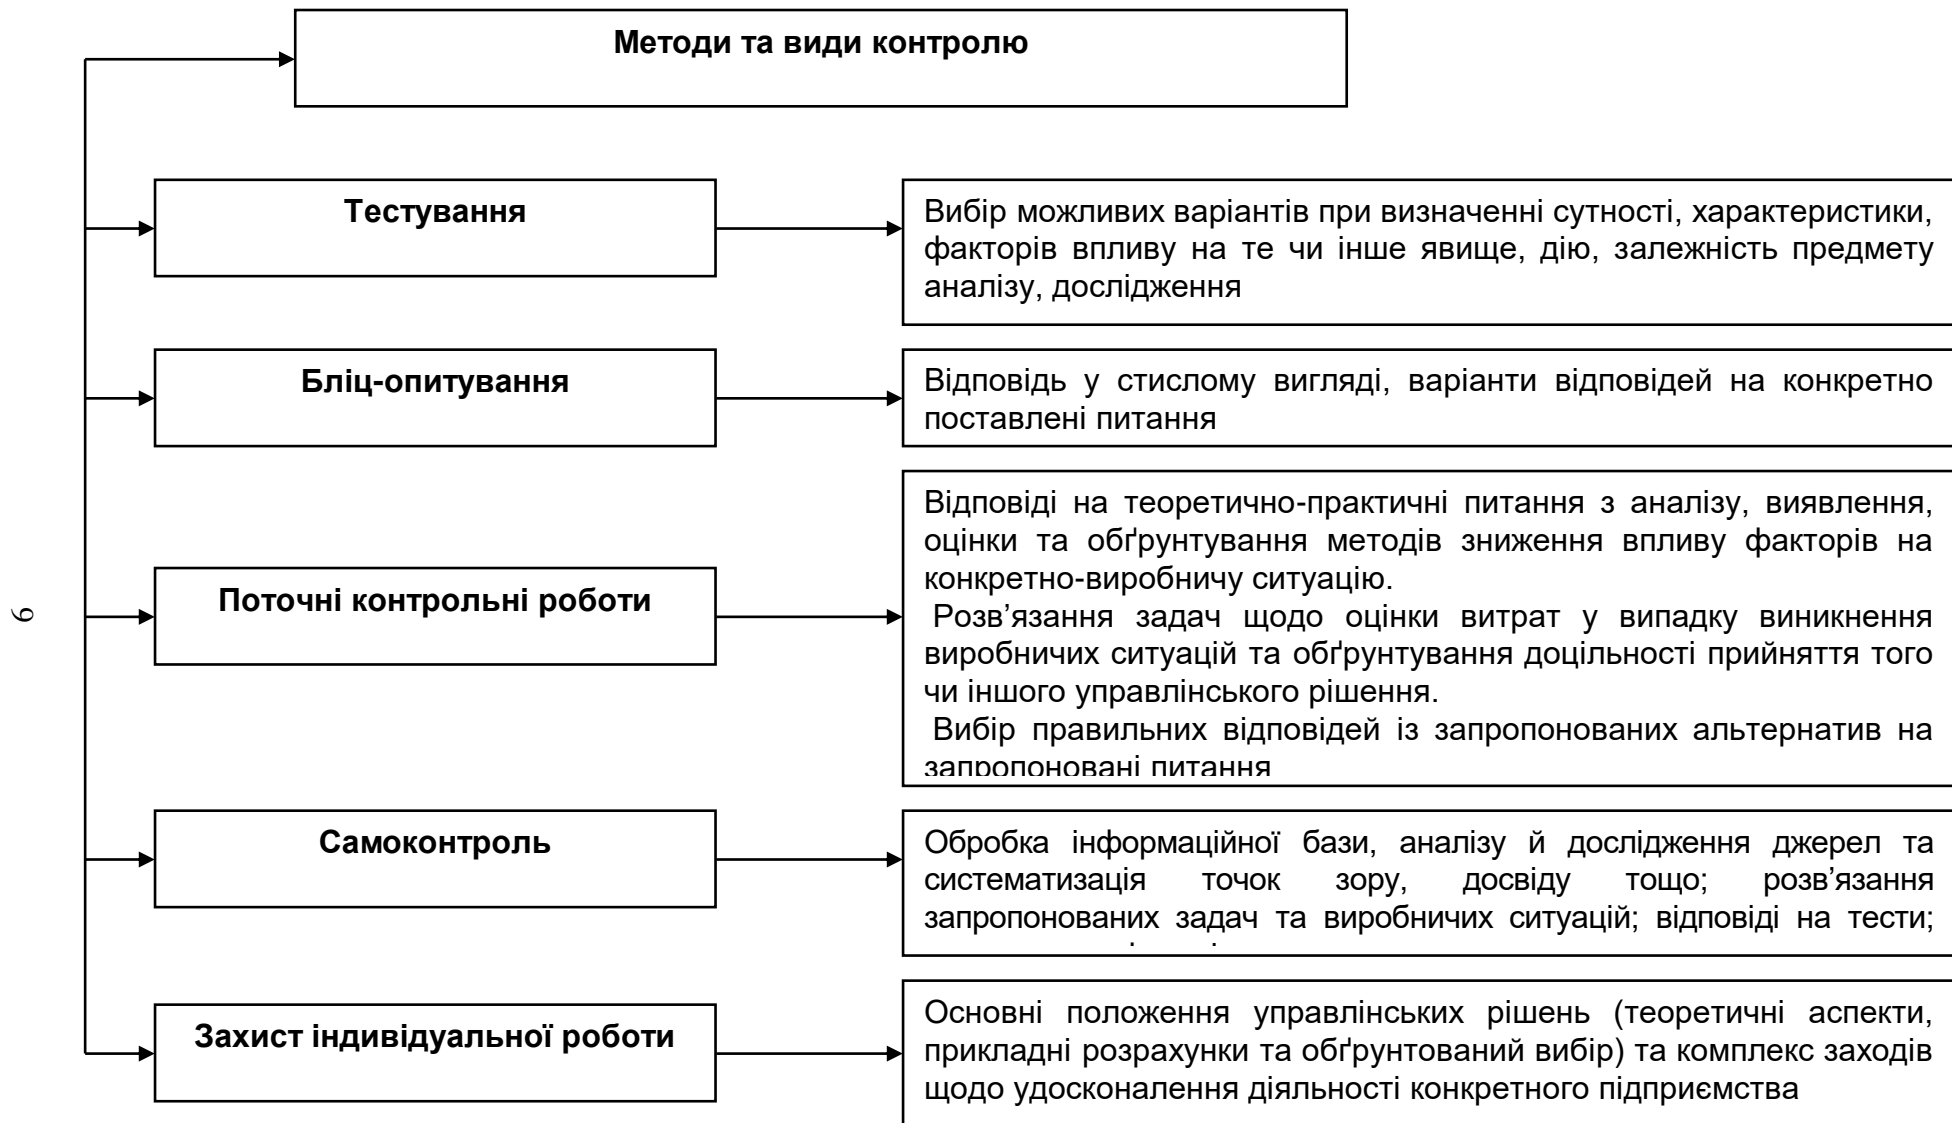 Методи та види контролю
Тестування
Вибір можливих варіантів при визначенні сутності, характеристики,
факторів впливу на те чи інше явище, дію, залежність предмету
аналізу, дослідження
Бліц-опитування
Відповідь у стислому вигляді, варіанти відповідей на конкретно
поставлені питання
Поточні контрольні роботи
Відповіді на теоретично-практичні питання з аналізу, виявлення,
оцінки та обґрунтування методів зниження впливу факторів на
конкретно-виробничу ситуацію.
Розв’язання задач щодо оцінки витрат у випадку виникнення
виробничих ситуацій та обґрунтування доцільності прийняття того
чи іншого управлінського рішення.
Вибір правильних відповідей із запропонованих альтернатив на
запропоновані питання
Самоконтроль
Обробка інформаційної бази, аналізу й дослідження джерел та
систематизація точок зору, досвіду тощо; розв’язання
запропонованих задач та виробничих ситуацій; відповіді на тести;
Захист індивідуальної роботи
Основні положення управлінських рішень (теоретичні аспекти,
прикладні розрахунки та обґрунтований вибір) та комплекс заходів
щодо удосконалення діяльності конкретного підприємства